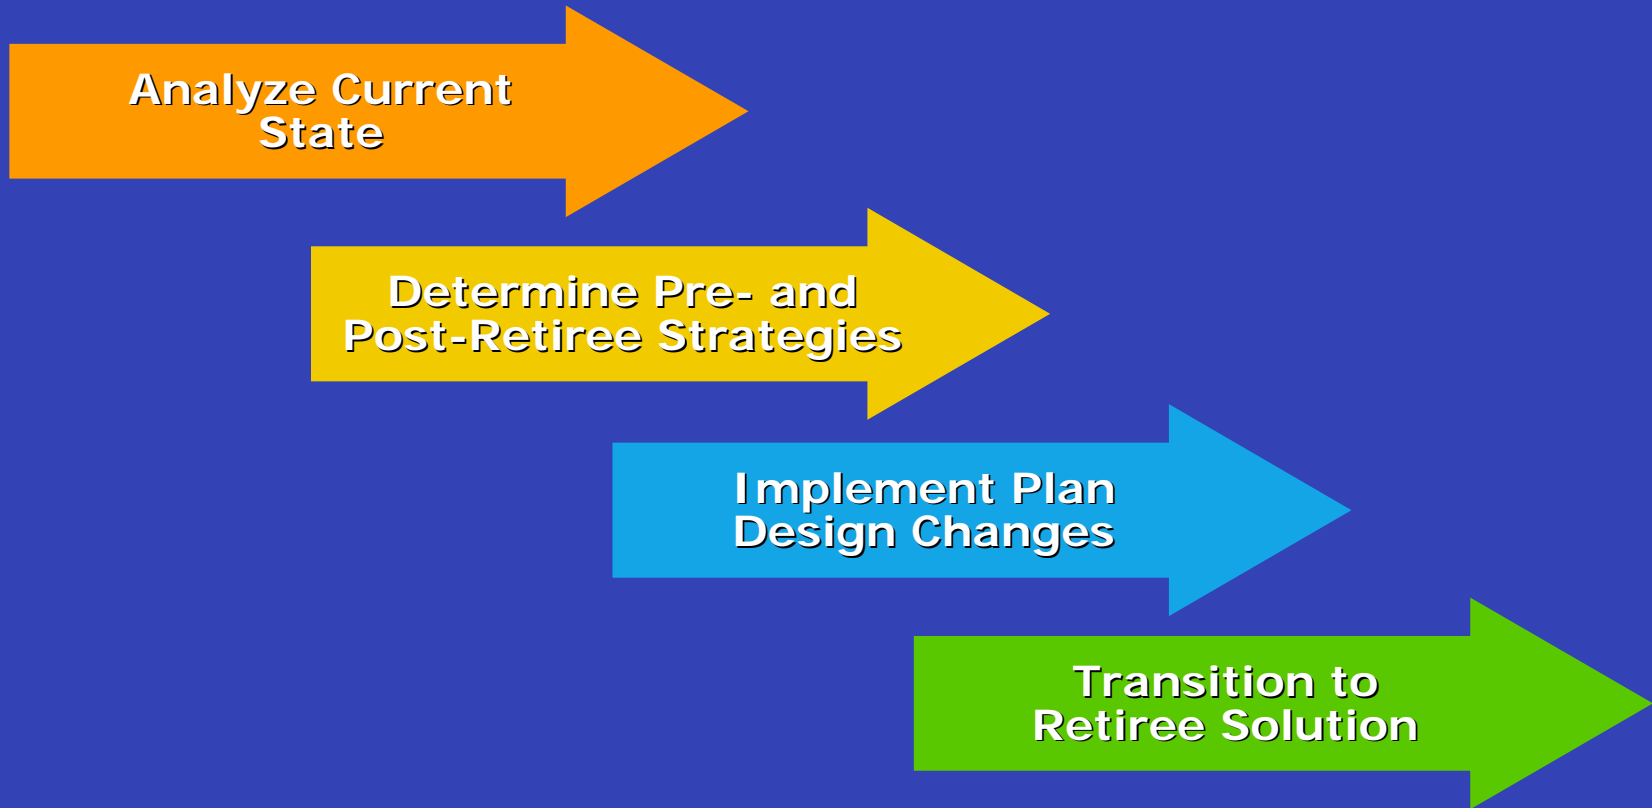 Analyze Current
State
Determine Pre- and
Post-Retiree Strategies
Implement Plan
Design Changes
Transition to
Retiree Solution